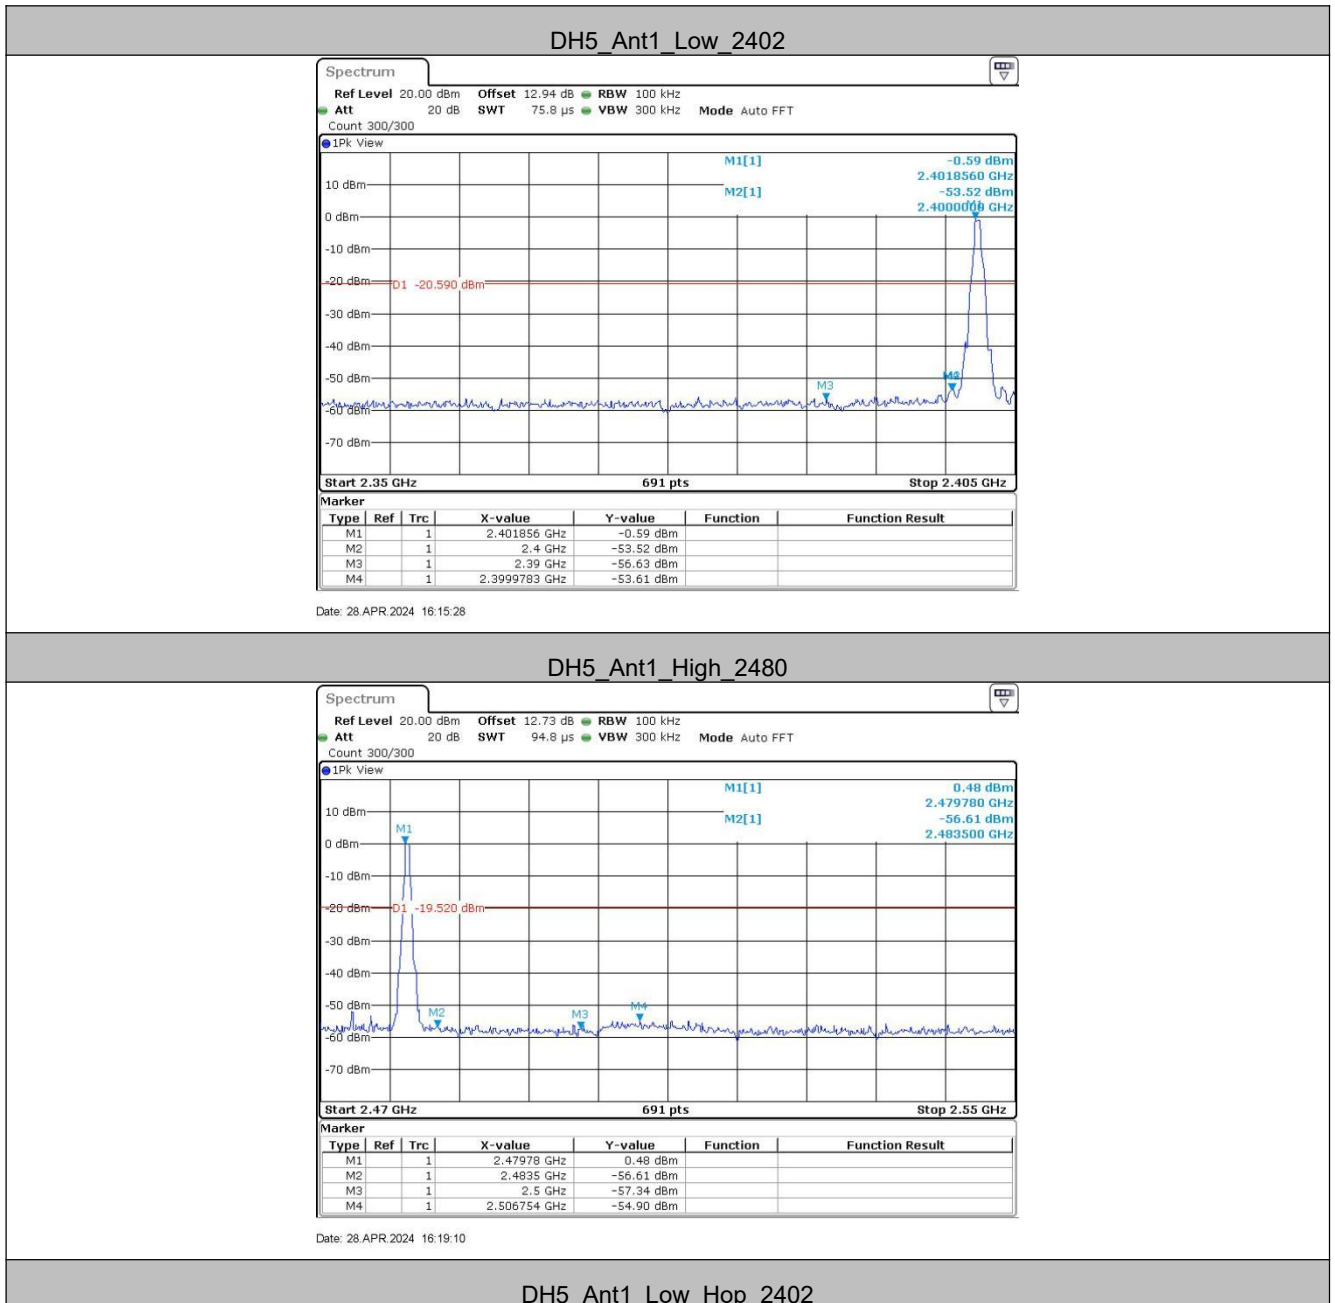 DH5_Ant1_Low_2402
Spectrum
Ref Level 20.00 dBm Offset 12.94 dB RBW 100 kHz
Att 20 dB SWT 75.8 µs VBW 300 kHz Mode Auto FFT
Count 300/300
1Pk View
M1[1] -0.59 dBm
2.4018560 GHz
M2[1] -53.52 dBm
2.4000000 GHz
M1
10 dBm
0 dBm
-10 dBm
-20 dBm
D1 -20.590 dBm
-30 dBm
-40 dBm
-50 dBm
M3
-60 dBm
-70 dBm
Start 2.35 GHz 691 pts Stop 2.405 GHz
Marker
Type Ref Trc X-value Y-value Function Function Result
M1 1 2.401856 GHz -0.59 dBm
M2 1 2.4 GHz -53.52 dBm
M3 1 2.39 GHz -56.63 dBm
M4 1 2.3999783 GHz -53.61 dBm
Date: 28.APR.2024 16:15:28
DH5_Ant1_High_2480
Spectrum
Ref Level 20.00 dBm Offset 12.73 dB RBW 100 kHz
Att 20 dB SWT 94.8 µs VBW 300 kHz Mode Auto FFT
Count 300/300
1Pk View
M1[1] 0.48 dBm
2.479780 GHz
M2[1] -56.61 dBm
2.483500 GHz
10 dBm
M1
0 dBm
-10 dBm
-20 dBm
D1 -19.520 dBm
-30 dBm
-40 dBm
-50 dBm
M2 M3 M4
-60 dBm
-70 dBm
Start 2.47 GHz 691 pts Stop 2.55 GHz
Marker
Type Ref Trc X-value Y-value Function Function Result
M1 1 2.47978 GHz 0.48 dBm
M2 1 2.4835 GHz -56.61 dBm
M3 1 2.5 GHz -57.34 dBm
M4 1 2.506754 GHz -54.90 dBm
Date: 28.APR.2024 16:19:10
DH5_Ant1_Low_Hop_2402